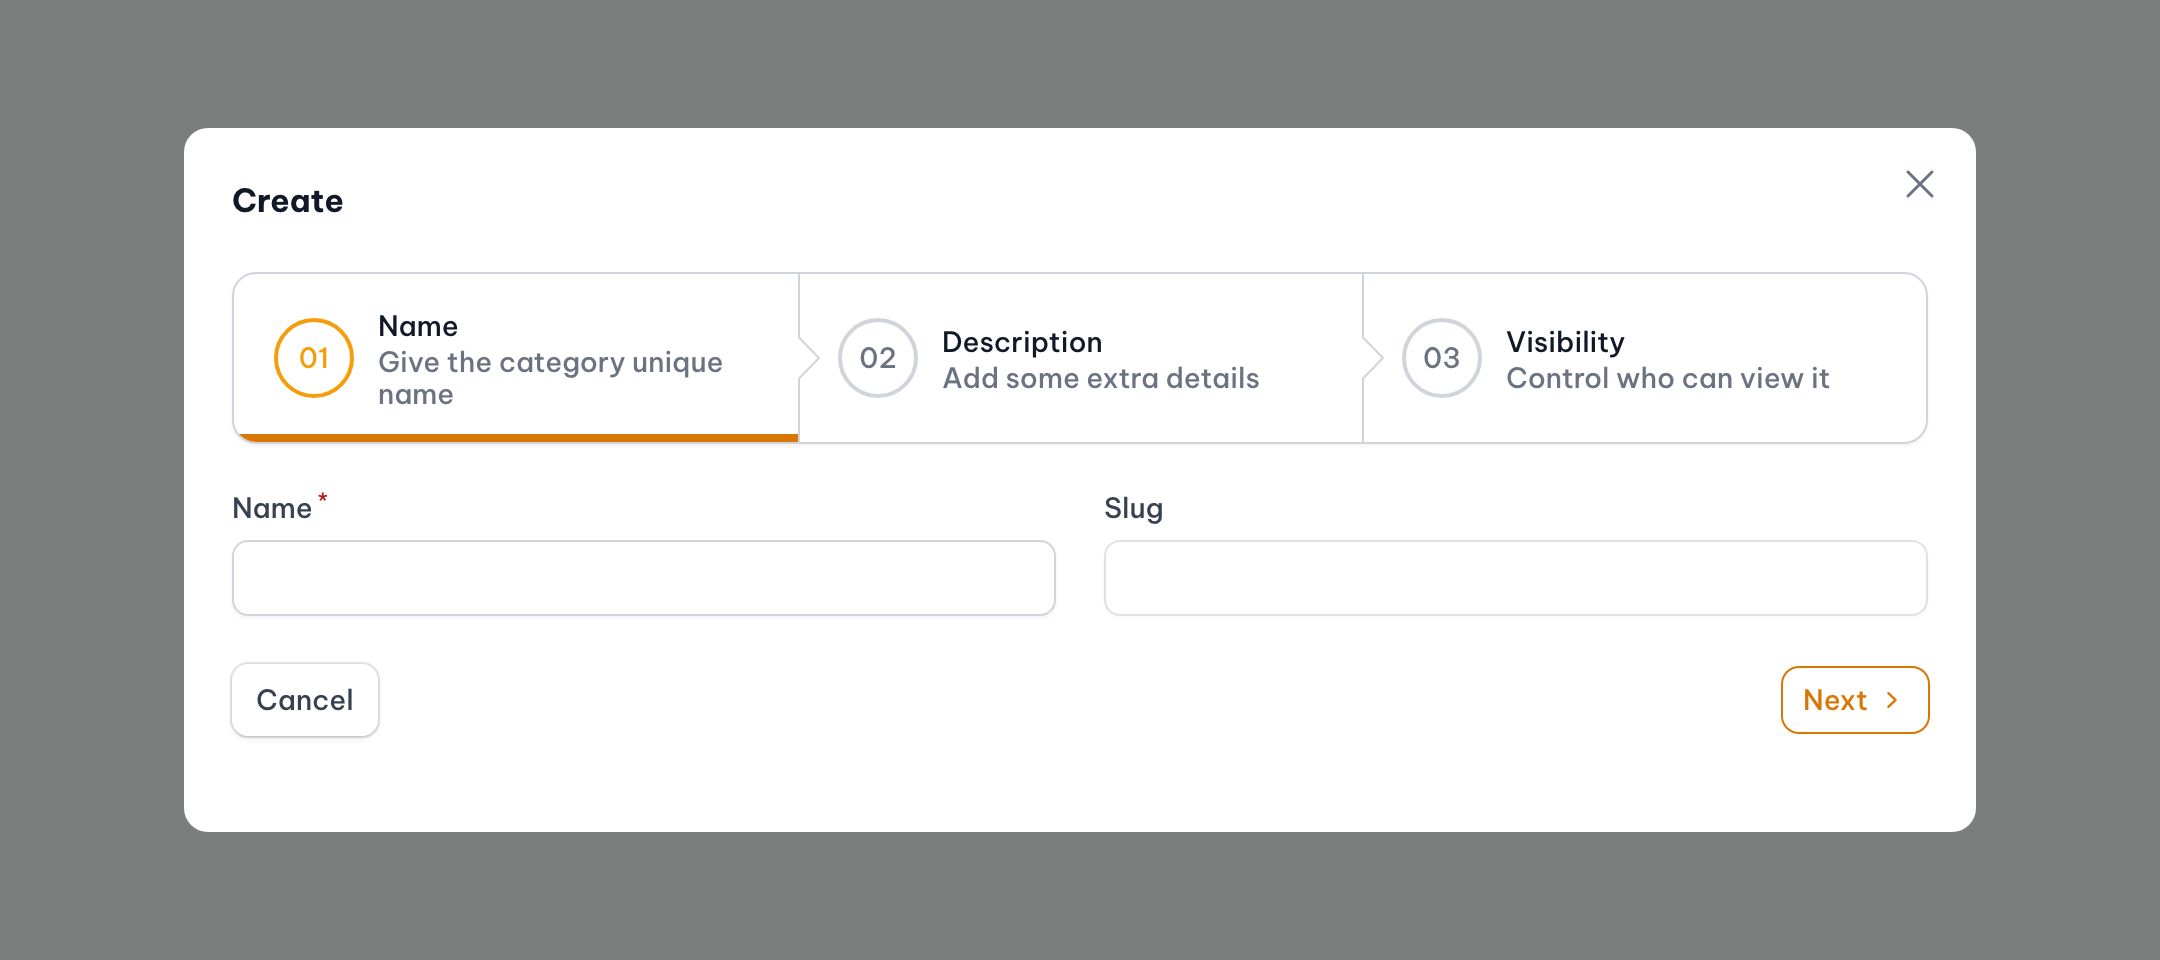 Create
01
Name
Give the category unique
name
02
Description
Add some extra details
03
Visibility
Control who can view it
Name*
Slug
Cancel
Next